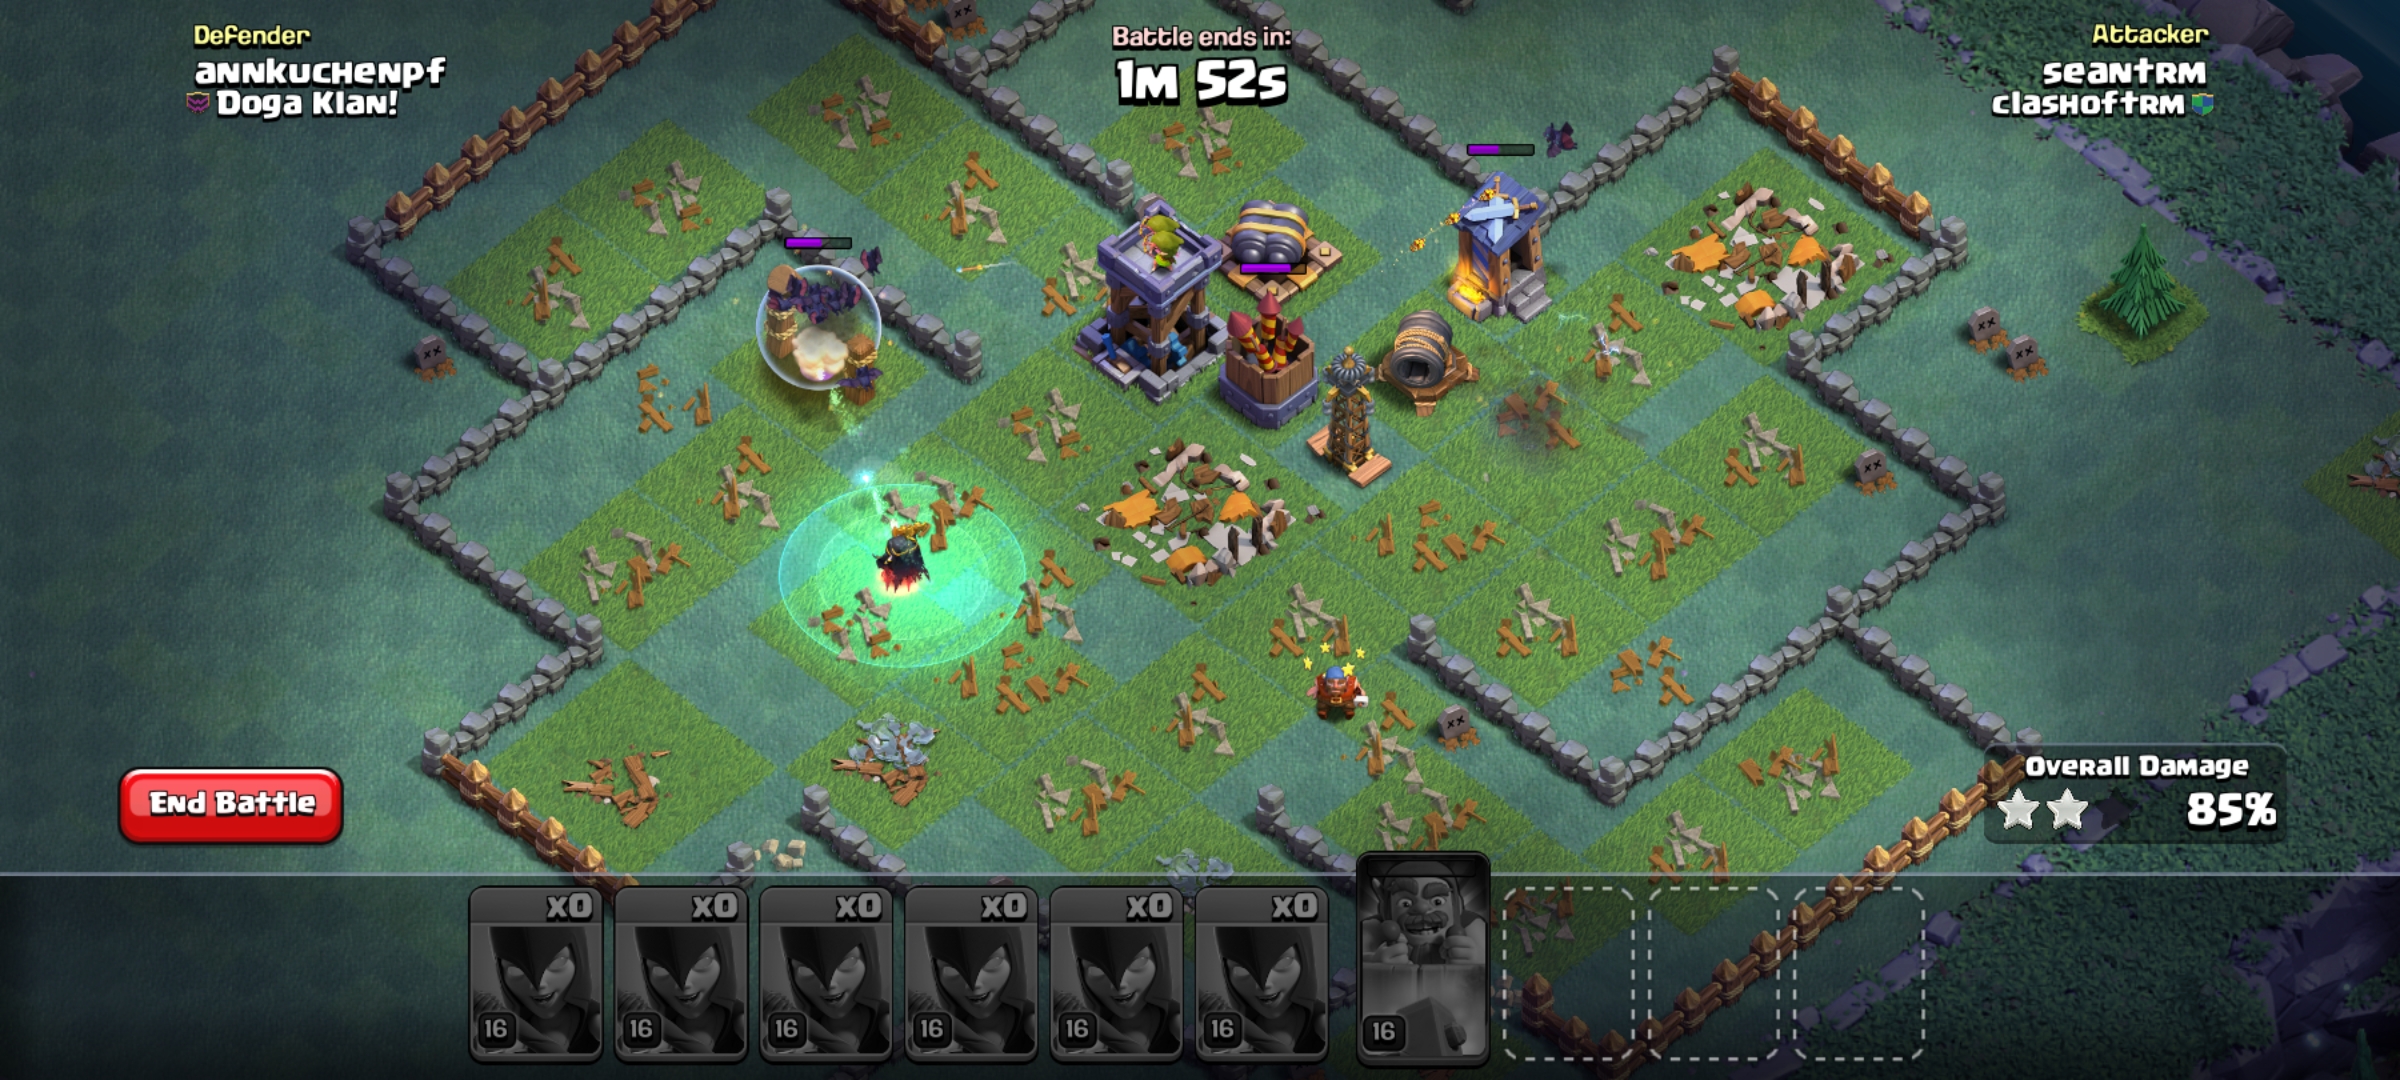 Defender
annkuchenpf
Doga Klan!
Battle ends in:
1m 52s
Attacker
seantrm
clashoftrm
End Battle
Overall Damage
85%
x0
x0
x0
x0
x0
x0
16
16
16
16
16
16
16